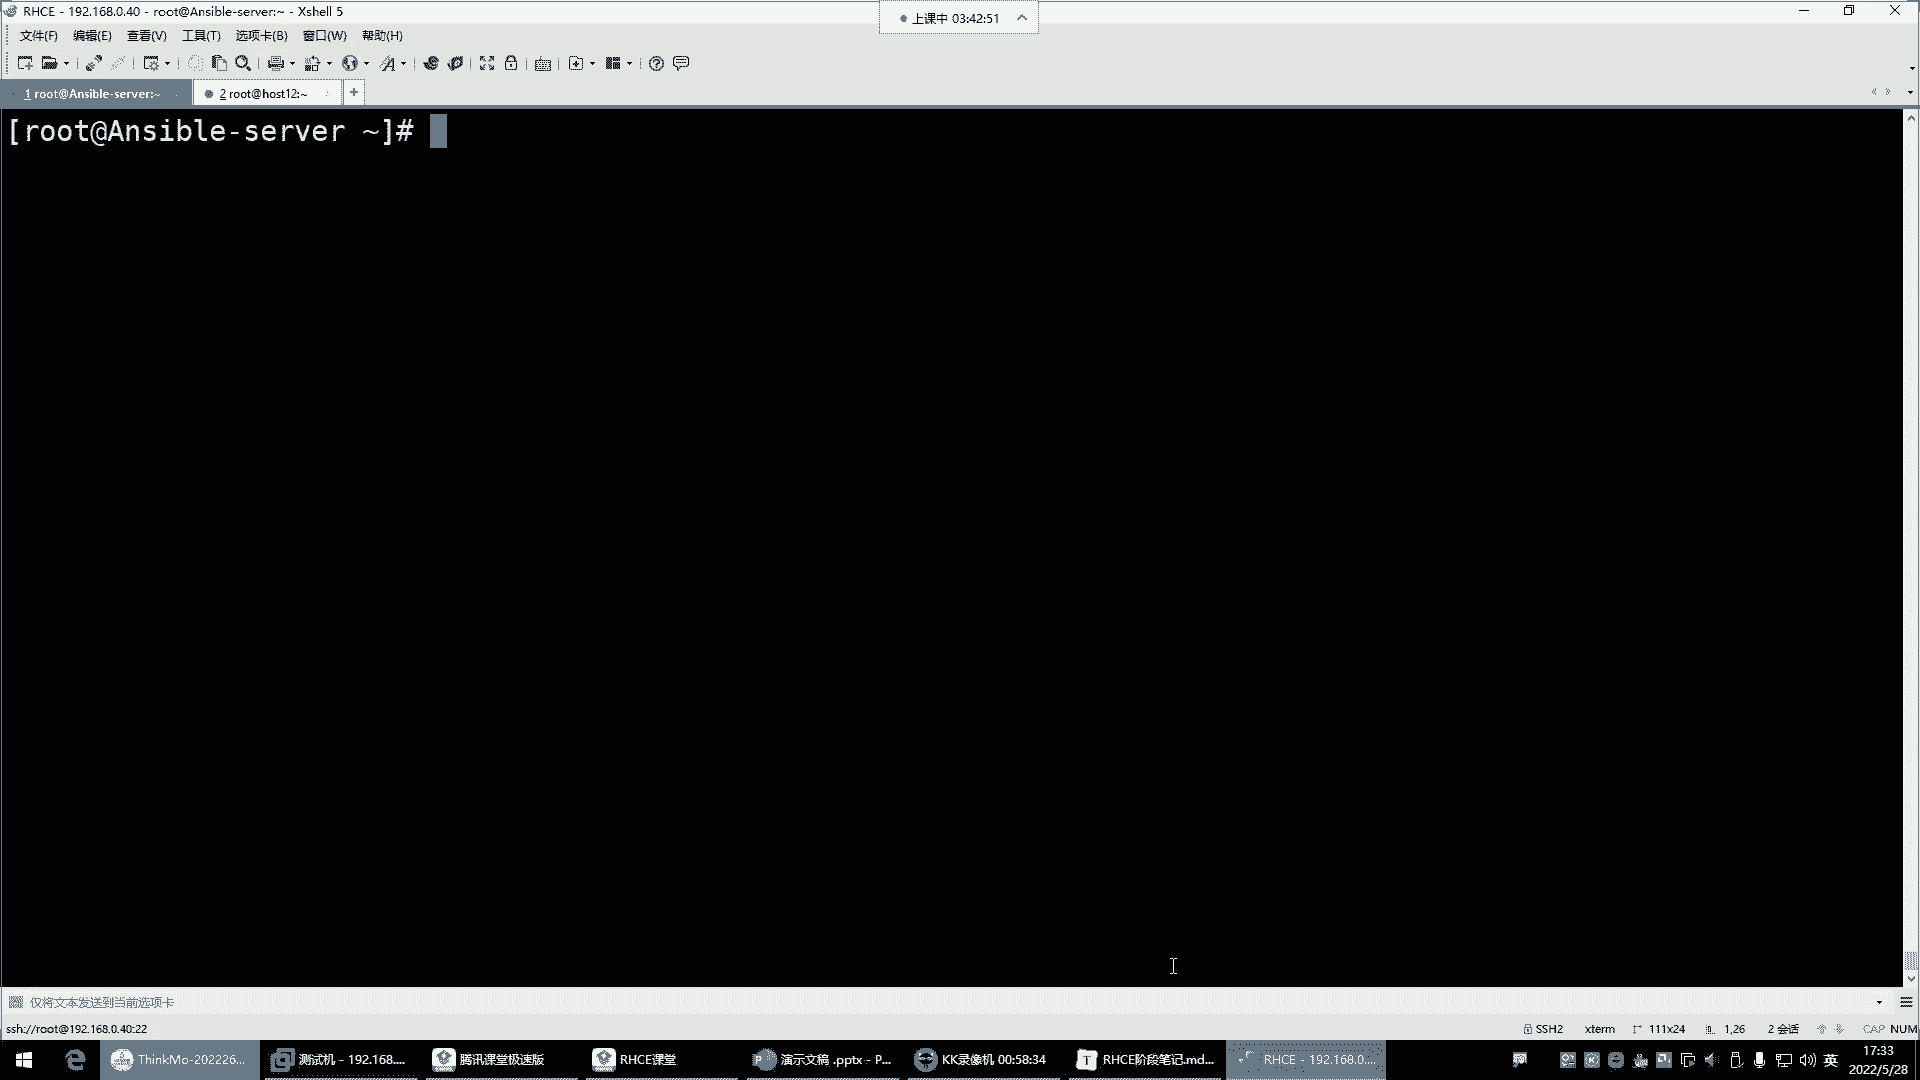 RHCE - 192.168.0.40 - root@Ansible-server:~ - Xshell 5
上课中 03:42:51
文件(F) 编辑(E) 查看(V) 工具(T) 选项卡(B) 窗口(W) 帮助(H)
1 root@Ansible-server:~ 2 root@host12:~ +
[root@Ansible-server ~]#
仅将文本发送到当前选项卡
ssh://root@192.168.0.40:22 SSH2 xterm 111x24 1,26 2 会话 CAP NUM
ThinkMo-202226... 测试机 - 192.168.... 腾讯课堂极速版 RHCE课堂 演示文稿 .pptx - P... KK录像机 00:58:34 RHCE阶段笔记.md... RHCE - 192.168.0.... 英 17:33
2022/5/28